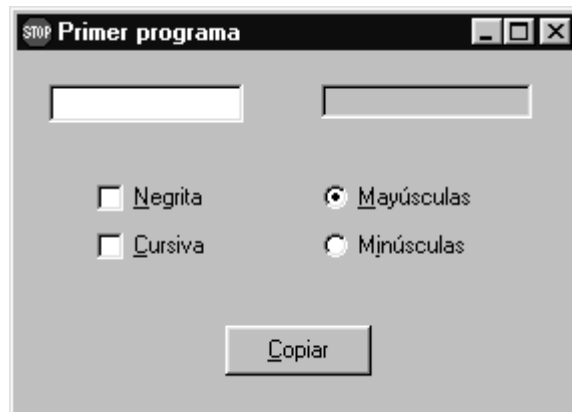 STOP Primer programa
Negrita Mayúsculas
Cursiva Minúsculas
Copiar